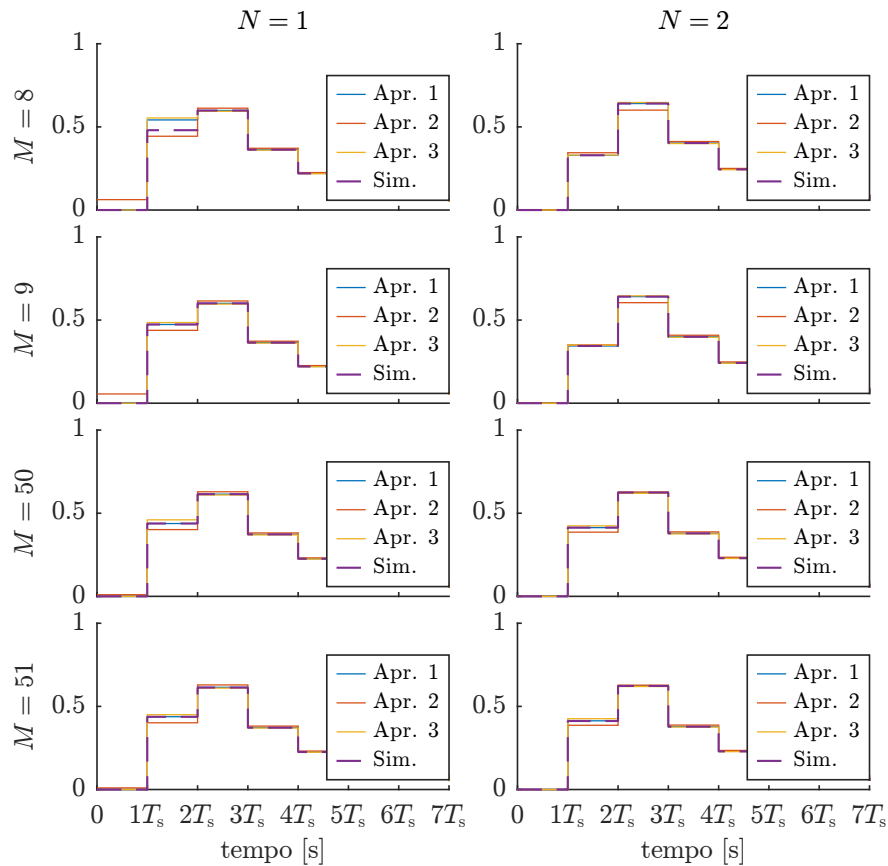 N = 1
N = 2
M = 8
1
0.5
0
Apr. 1
Apr. 2
Apr. 3
Sim.
Apr. 1
Apr. 2
Apr. 3
Sim.
1
0.5
0
M = 9
1
0.5
0
Apr. 1
Apr. 2
Apr. 3
Sim.
1
0.5
0
Apr. 1
Apr. 2
Apr. 3
Sim.
M = 50
1
0.5
0
Apr. 1
Apr. 2
Apr. 3
Sim.
1
0.5
0
Apr. 1
Apr. 2
Apr. 3
Sim.
M = 51
1
0.5
0
Apr. 1
Apr. 2
Apr. 3
Sim.
1
0.5
0
Apr. 1
Apr. 2
Apr. 3
Sim.
0 1Ts 2Ts 3Ts 4Ts 5Ts 6Ts 7Ts
0 1Ts 2Ts 3Ts 4Ts 5Ts 6Ts 7Ts
tempo [s]
tempo [s]